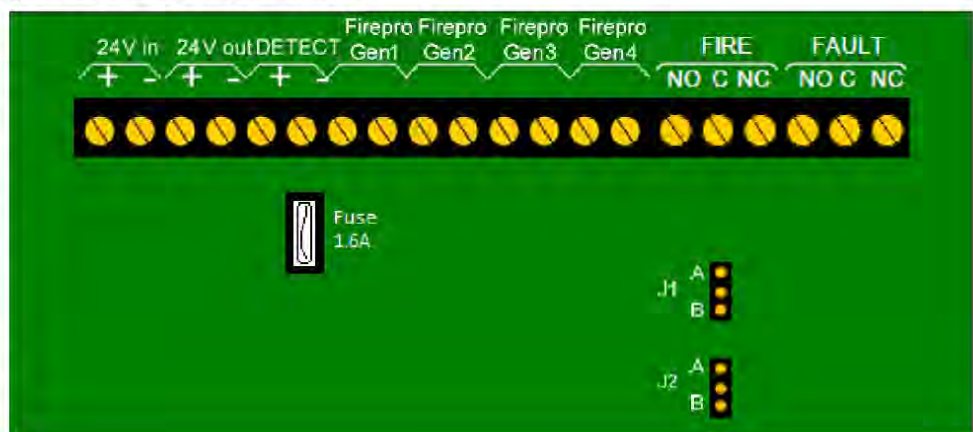 Firepro Firepro Firepro Firepro
24V in 24V out DETECT Gen1 Gen2 Gen3 Gen4 FIRE FAULT
+ - + - + - NO C NC NO C NC
Fuse
1.6A
A
J1
B
A
J2
B